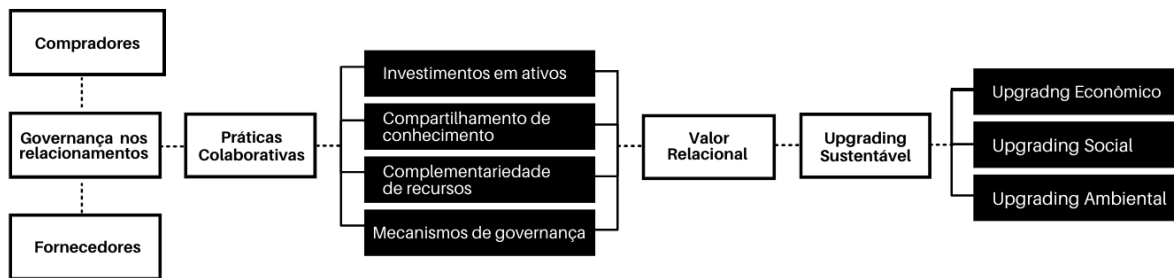 Compradores
Governança nos
relacionamentos
Fornecedores
Práticas
Colaborativas
Investimentos em ativos
Compartilhamento de
conhecimento
Complementariedade
de recursos
Mecanismos de governança
Valor
Relacional
Upgrading
Sustentável
Upgradng Econômico
Upgrading Social
Upgrading Ambiental